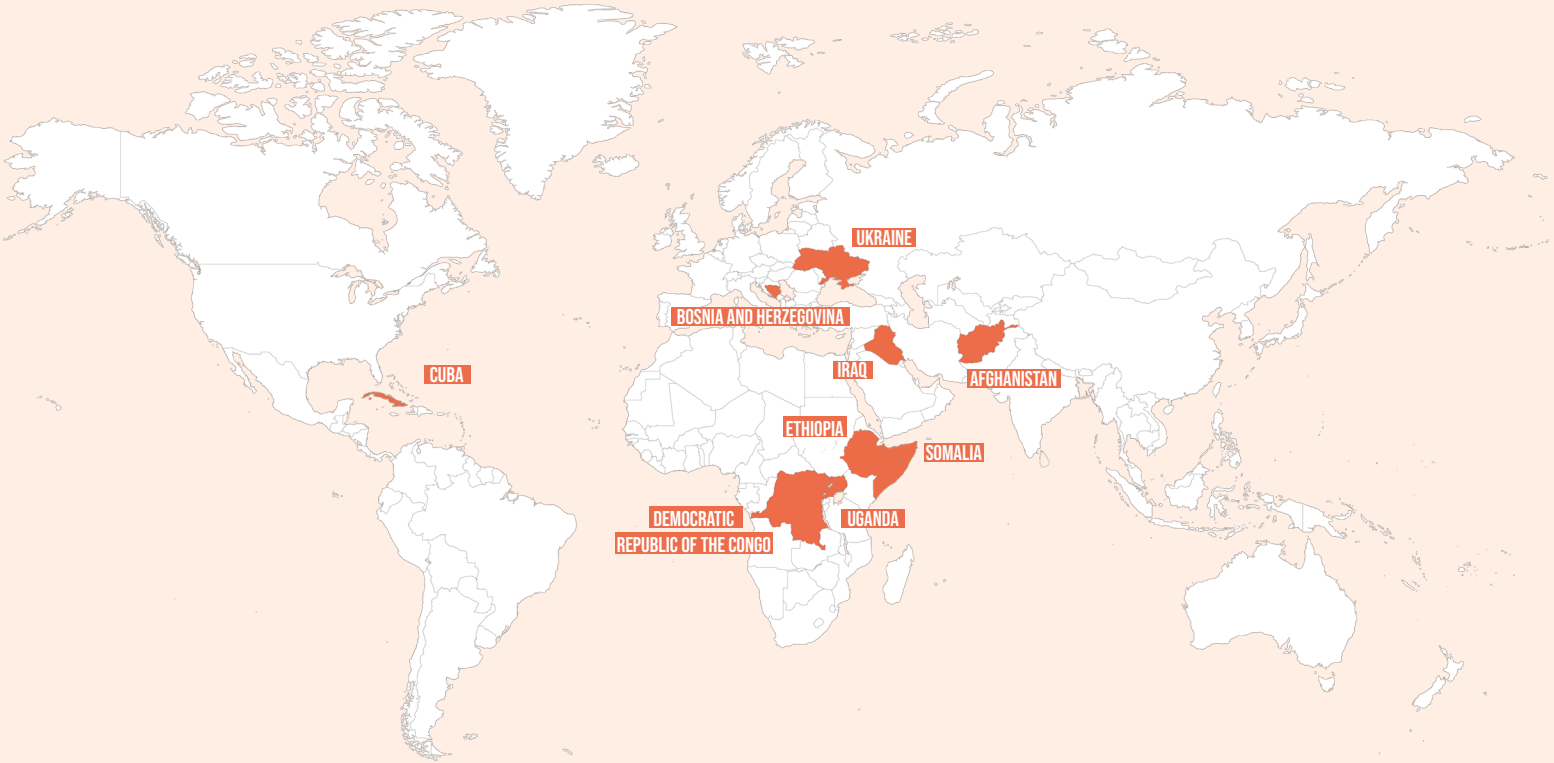 UKRAINE
BOSNIA AND HERZEGOVINA
IRAQ
CUBA
AFGHANISTAN
ETHIOPIA
SOMALIA
DEMOCRATIC
REPUBLIC OF THE CONGO
UGANDA